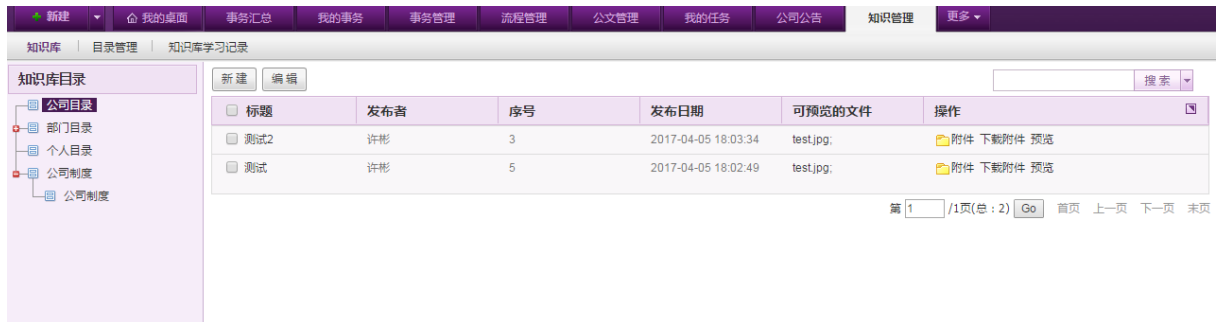 新建 我的桌面 事务汇总 我的事务 事务管理 流程管理 公文管理 我的任务 公司公告 知识管理 更多
知识库 目录管理 知识库学习记录
知识库目录
公司目录
部门目录
个人目录
公司制度
公司制度
新建 编辑 搜索
标题 发布者 序号 发布日期 可预览的文件 操作
测试2 许彬 3 2017-04-05 18:03:34 test.jpg; 附件 下载附件 预览
测试 许彬 5 2017-04-05 18:02:49 test.jpg; 附件 下载附件 预览
第 1 /1页(总：2) Go 首页 上一页 下一页 末页